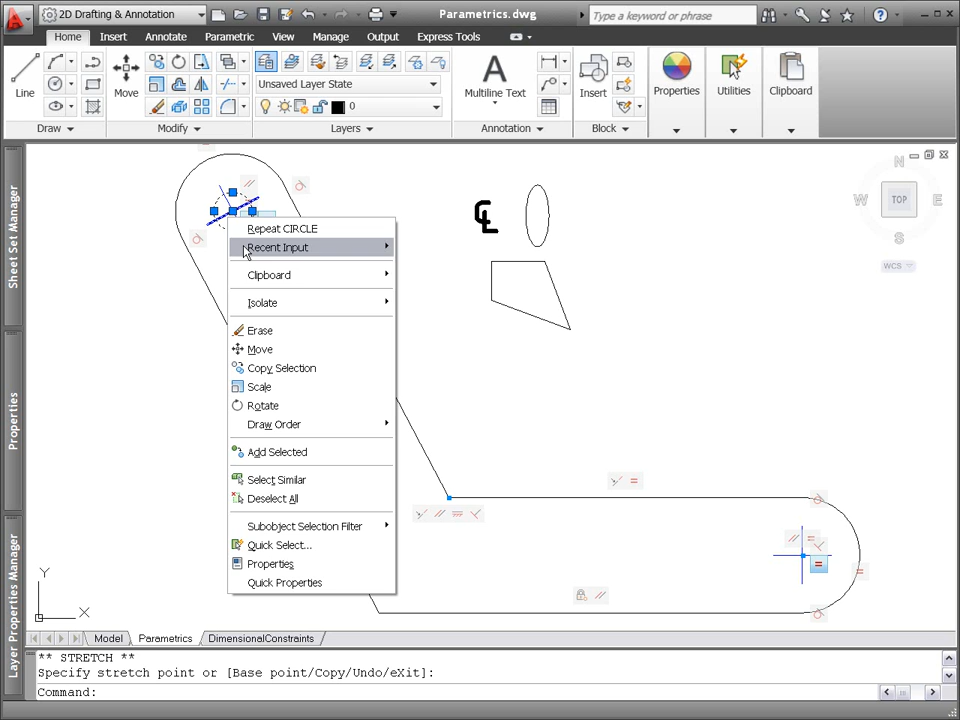 2D Drafting & Annotation
Parametrics.dwg
Type a keyword or phrase
Home Insert Annotate Parametric View Manage Output Express Tools
Line
Move
Unsaved Layer State
0
Multiline Text
Insert
Properties
Utilities
Clipboard
Draw
Modify
Layers
Annotation
Block
Sheet Set Manager
Properties
Layer Properties Manager
N
W TOP E
S
WCS
CL
Repeat CIRCLE
Recent Input
Clipboard
Isolate
Erase
Move
Copy Selection
Scale
Rotate
Draw Order
Add Selected
Select Similar
Deselect All
Subobject Selection Filter
Quick Select...
Properties
Quick Properties
Y
X
Model Parametrics DimensionalConstraints
** STRETCH **
Specify stretch point or [Base point/Copy/Undo/eXit]:
Command: